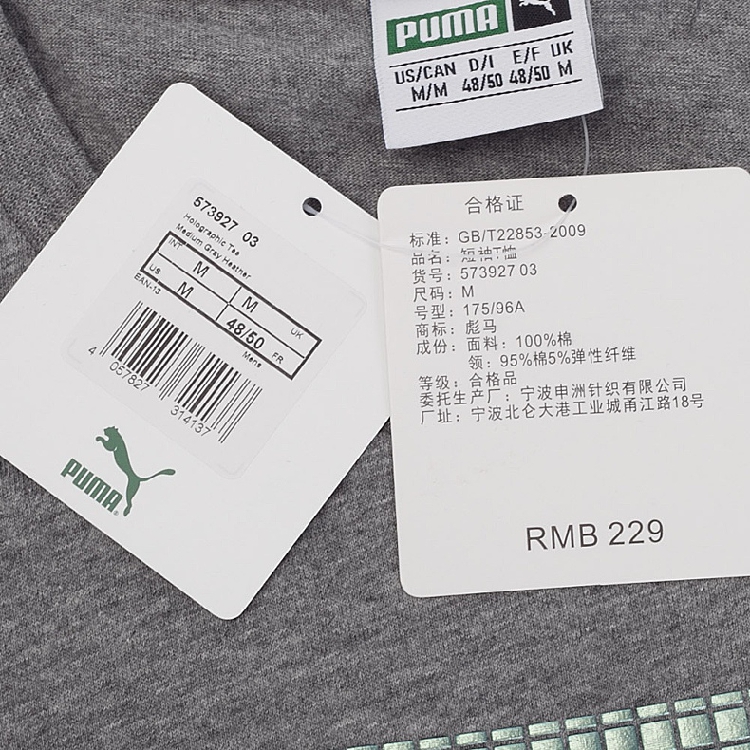 PUMA
US/CAN D/I E/F UK
M/M 48/50 48/50 M
573927 03
Holographic Tee
Medium Gray Heather
INT M M UK
US M 48/50 FR
EAN-13 Mens
4 057827 314137
PUMA
合格证
标准：GB/T22853-2009
品名：短袖T恤
货号：573927 03
尺码：M
号型：175/96A
商标：彪马
成份：面料：100%棉
领：95%棉5%弹性纤维
等级：合格品
委托生产厂：宁波申洲针织有限公司
厂址：宁波北仑大港工业城甬江路18号
RMB 229